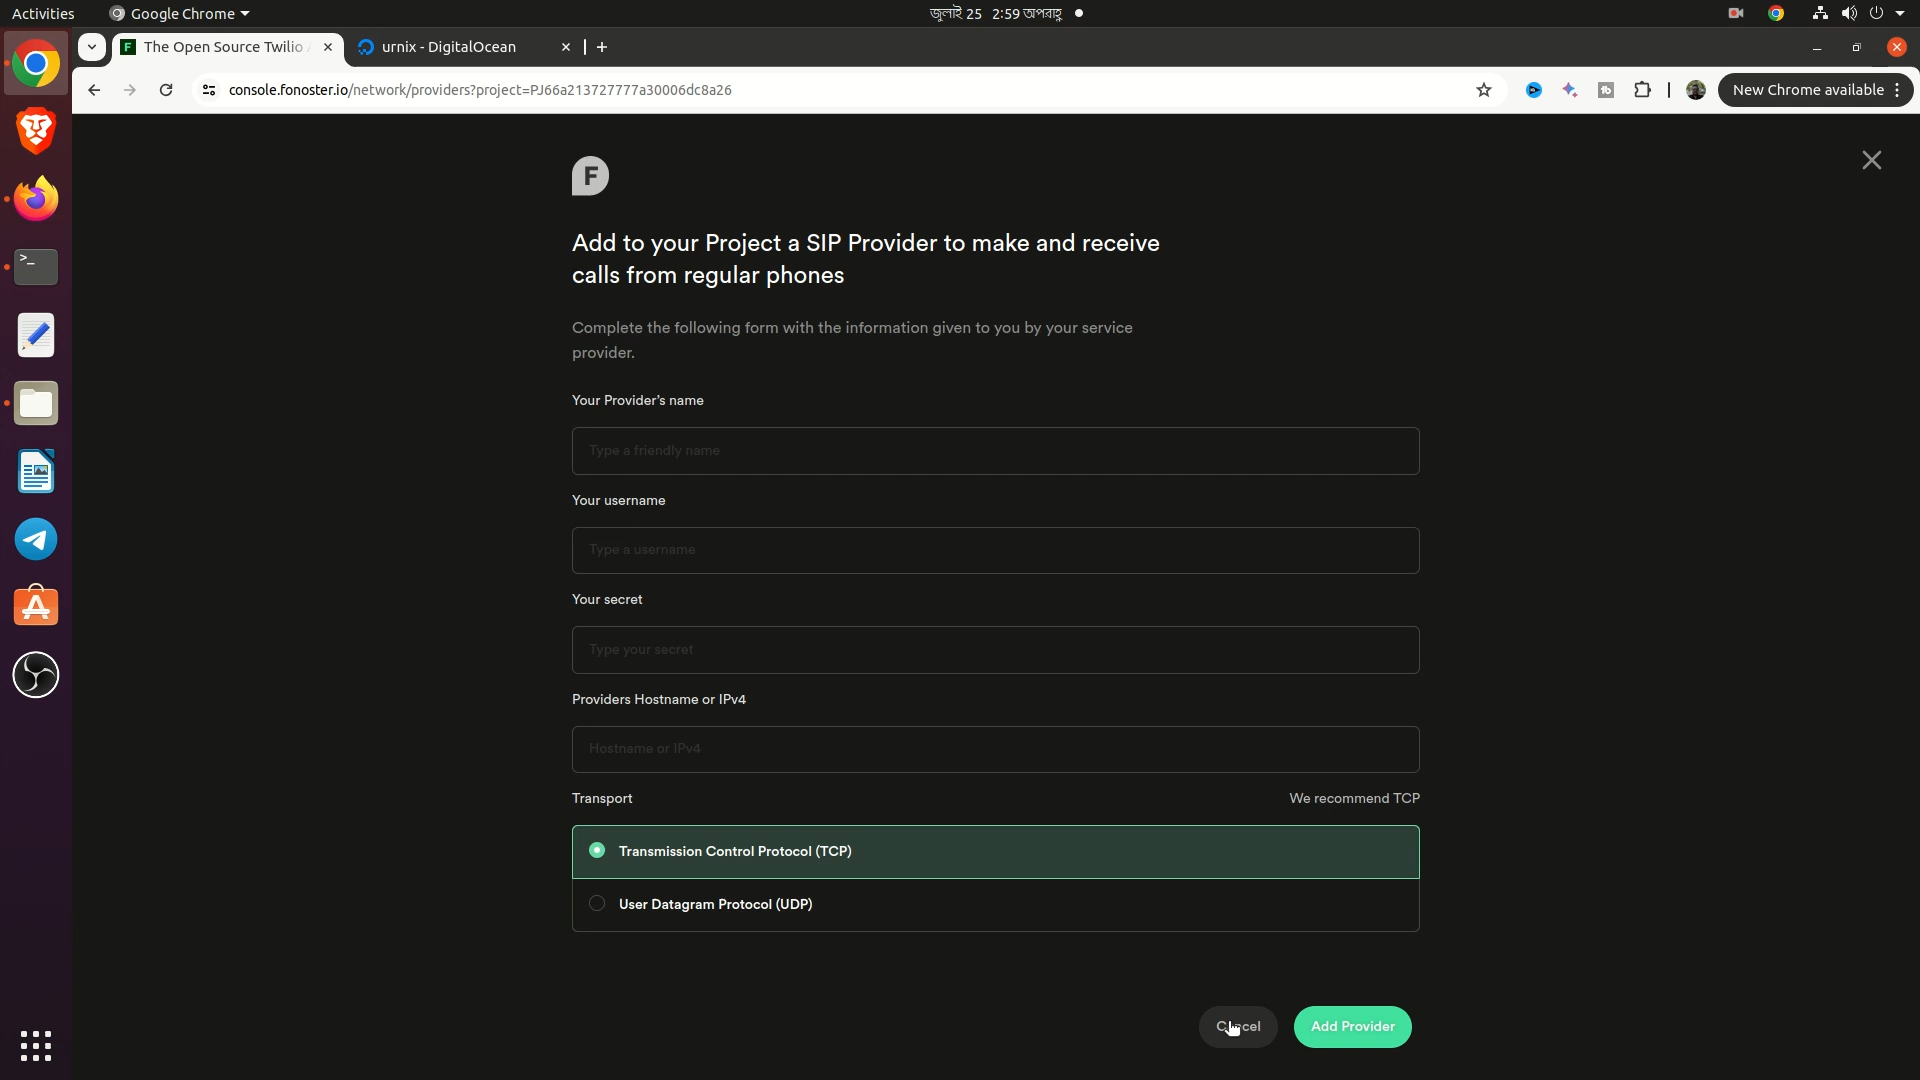 Activities
Google Chrome
জুলাই 25 2:59 অপরাহ্ণ
The Open Source Twilio
urnix - DigitalOcean
console.fonoster.io/network/providers?project=PJ66a213727777a30006dc8a26
New Chrome available
F
Add to your Project a SIP Provider to make and receive
calls from regular phones
Complete the following form with the information given to you by your service
provider.
Your Provider's name
Type a friendly name
Your username
Type a username
Your secret
Type your secret
Providers Hostname or IPv4
Hostname or IPv4
Transport
We recommend TCP
Transmission Control Protocol (TCP)
User Datagram Protocol (UDP)
Add Provider